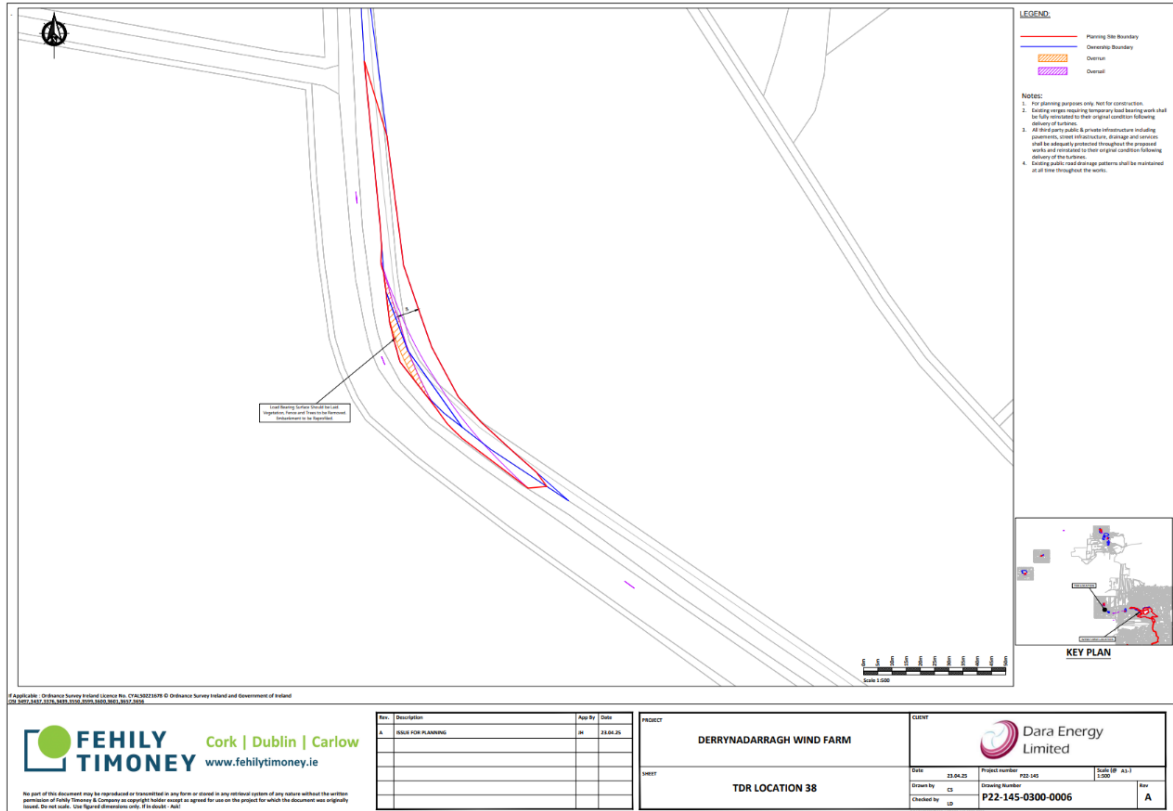 LEGEND:
Planning Site Boundary
Ownership Boundary
Overrun
Oversail
Notes:
1. For planning purposes only. Not for construction.
2. Existing verges requiring temporary load bearing work shall
be fully reinstated to their original condition following
delivery of turbines.
3. All third party public & private infrastructure including
pavements, street infrastructure, drainage and services
shall be adequately protected throughout the proposed
works and reinstated to their original condition following
delivery of the turbines.
4. Existing public road drainage patterns shall be maintained
at all time throughout the works.
Load Bearing Surface Should be Laid.
Vegetation, Fence and Trees to be Removed.
Embankment to be Reprofiled.
0m 5m 10m 15m 20m 25m 30m 35m 40m 45m 50m
Scale 1:500
KEY PLAN
If Applicable : Ordnance Survey Ireland Licence No. CYAL50221678 © Ordnance Survey Ireland and Government of Ireland
FEHILY
TIMONEY
Cork | Dublin | Carlow
www.fehilytimoney.ie
No part of this document may be reproduced or transmitted in any form or stored in any retrieval system of any nature without the written
permission of Fehily Timoney & Company as copyright holder except as agreed for use on the project for which the document was originally
issued. Do not scale. Use figured dimensions only. If in doubt - Ask!
Rev. Description App By Date
A ISSUE FOR PLANNING JH 23.04.25
PROJECT
DERRYNADARRAGH WIND FARM
SHEET
TDR LOCATION 38
CLIENT
Dara Energy
Limited
Date 23.04.25
Project number P22-145
Scale (@ A1-)
1:500
Drawn by CS
Checked by LD
Drawing Number
P22-145-0300-0006
Rev
A